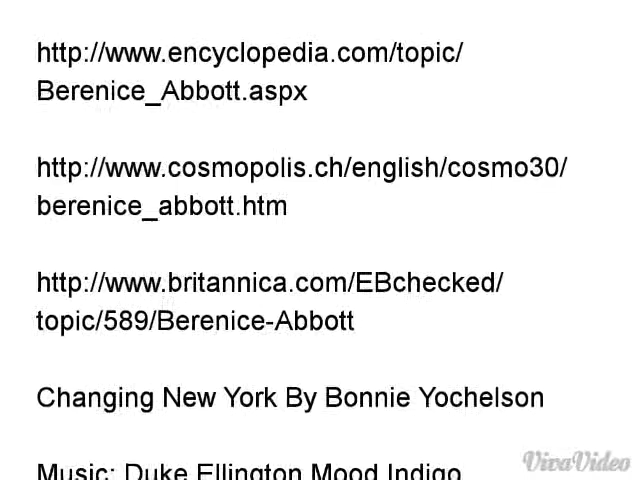 http://www.encyclopedia.com/topic/
Berenice_Abbott.aspx
http://www.cosmopolis.ch/english/cosmo30/
berenice_abbott.htm
http://www.britannica.com/EBchecked/
topic/589/Berenice-Abbott
Changing New York By Bonnie Yochelson
Music: Duke Ellington Mood Indigo
VivaVideo